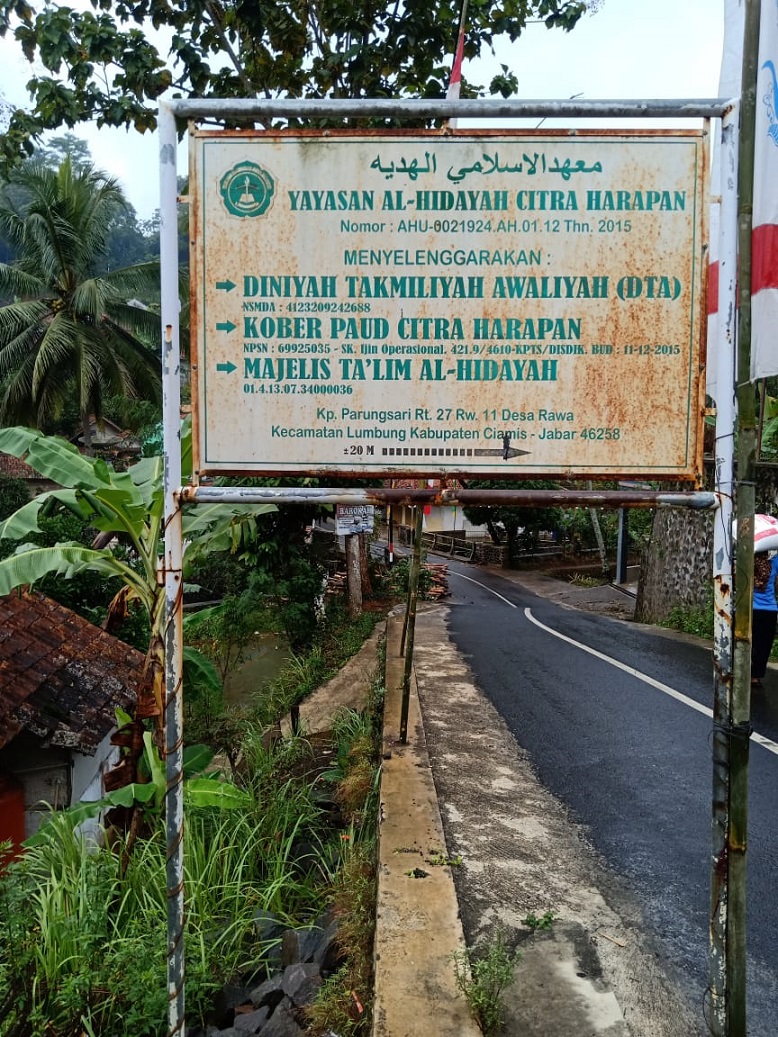 معهدالاسلامي الهديه
YAYASAN AL-HIDAYAH CITRA HARAPAN
Nomor : AHU-0021924.AH.01.12 Thn. 2015
MENYELENGGARAKAN :
DINIYAH TAKMILIYAH AWALIYAH (DTA)
NSMDA : 4123209242688
KOBER PAUD CITRA HARAPAN
NPSN : 69925035 - SK. Ijin Operasional. 421.9/4610-KPTS/DISDIK. BUD : 11-12-2015
MAJELIS TA'LIM AL-HIDAYAH
01.4.13.07.34000036
Kp. Parungsari Rt. 27 Rw. 11 Desa Rawa
Kecamatan Lumbung Kabupaten Ciamis - Jabar 46258
±20 M